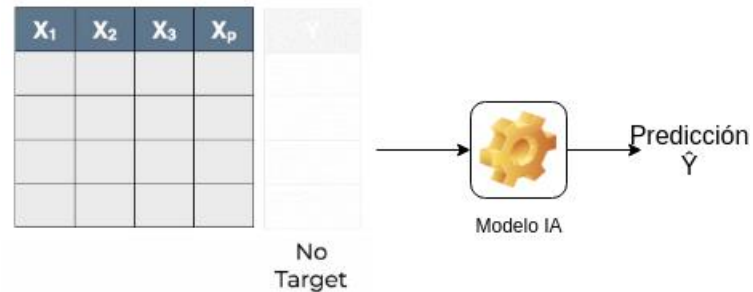 X₁ X₂ X₃ Xₚ Y
No
Target
Modelo IA
Predicción
Ŷ